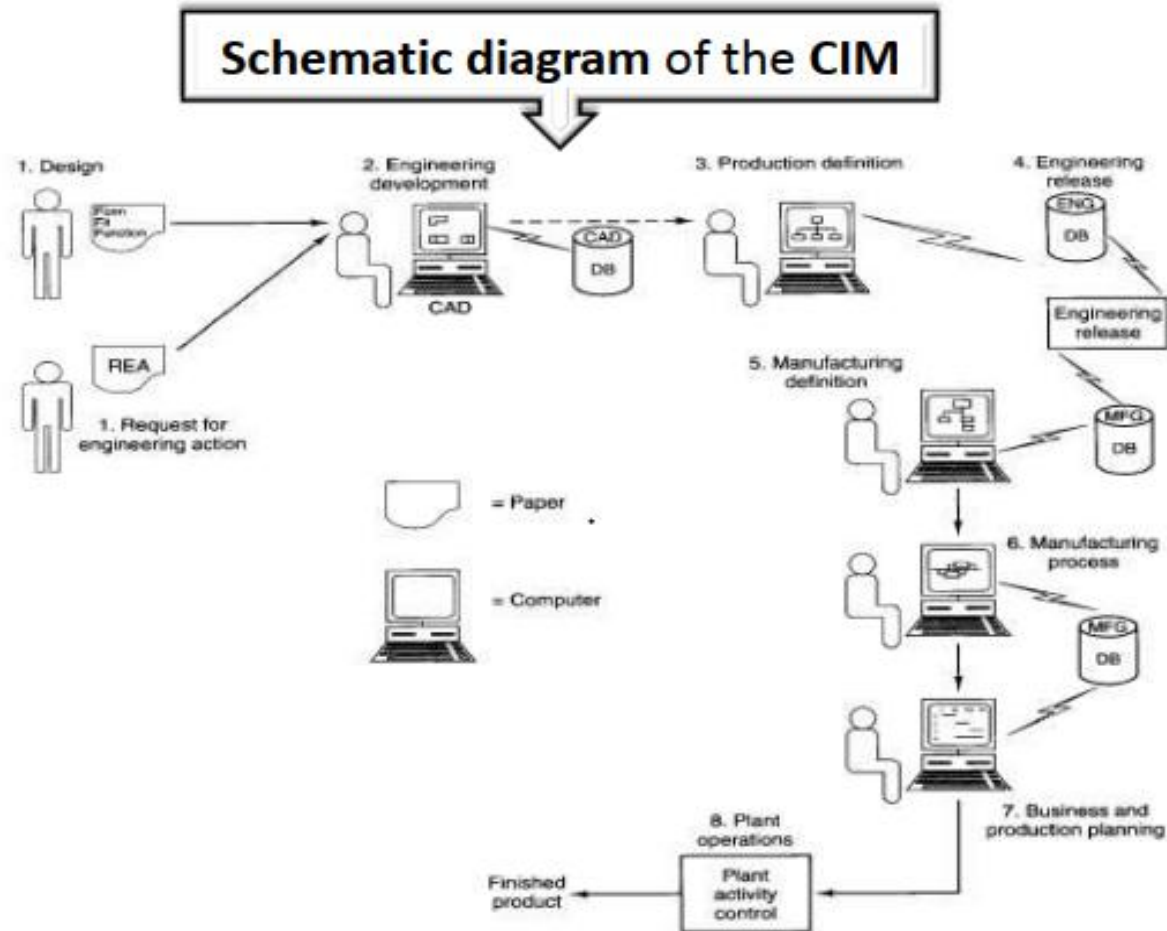 Schematic diagram of the CIM
1. Design
Form
Fit
Function
REA
1. Request for
engineering action
2. Engineering
development
CAD
DB
CAD
3. Production definition
4. Engineering
release
ENG
DB
Engineering
release
5. Manufacturing
definition
MFG
DB
= Paper
= Computer
6. Manufacturing
process
MFG
DB
7. Business and
production planning
8. Plant
operations
Plant
activity
control
Finished
product